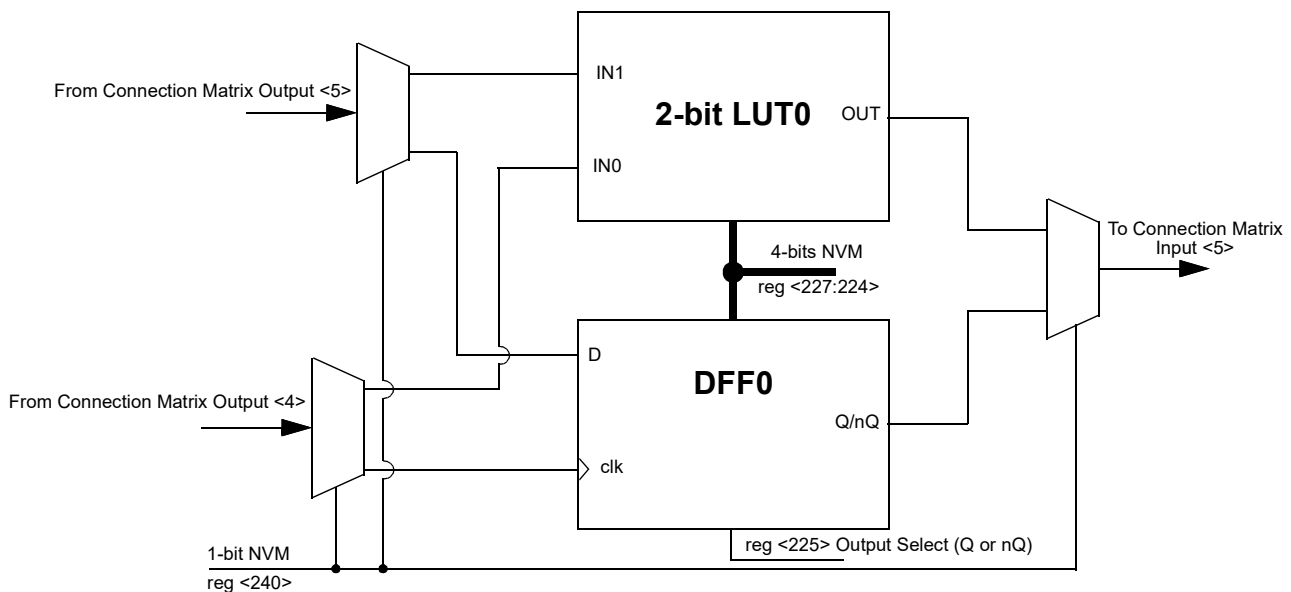 From Connection Matrix Output <5>
IN1
2-bit LUT0
OUT
IN0
To Connection Matrix
Input <5>
4-bits NVM
reg <227:224>
D
DFF0
From Connection Matrix Output <4>
Q/nQ
clk
reg <225> Output Select (Q or nQ)
1-bit NVM
reg <240>